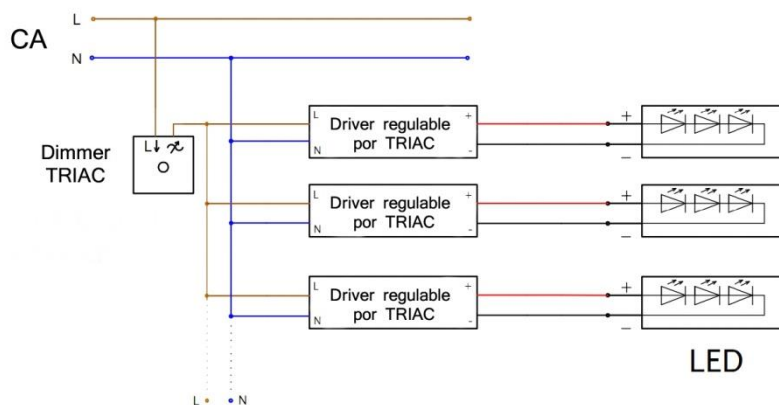 L
CA
N
L
+
Driver regulable
por TRIAC
N
-
+
−
L
Dimmer
TRIAC
L
+
Driver regulable
por TRIAC
N
-
+
−
L
+
Driver regulable
por TRIAC
N
-
+
−
LED
L
N